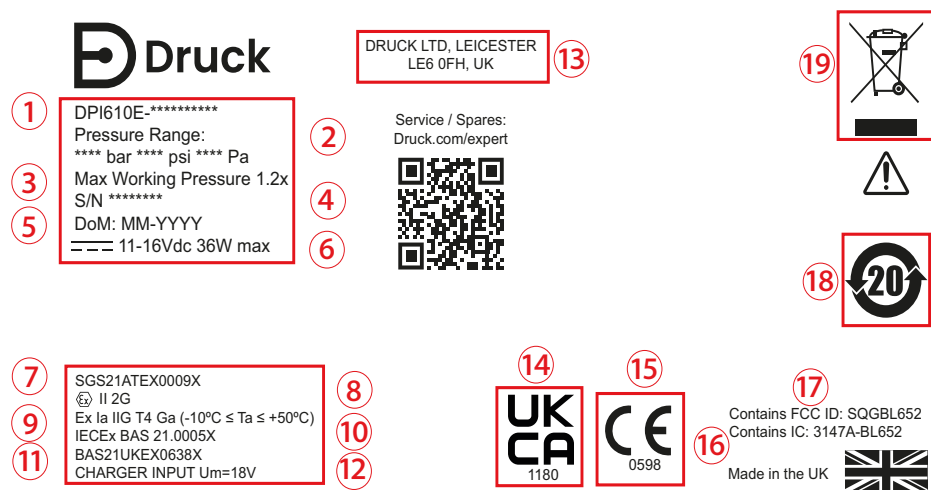 Druck
DRUCK LTD, LEICESTER
LE6 0FH, UK
13
19
1
DPI610E-**********
Pressure Range:
2
**** bar **** psi **** Pa
3
Max Working Pressure 1.2x
S/N ********
4
5
DoM: MM-YYYY
11-16Vdc 36W max
6
Service / Spares:
Druck.com/expert
18
20
7
SGS21ATEX0009X
8
Ex II 2G
9
Ex Ia IIG T4 Ga (-10ºC ≤ Ta ≤ +50ºC)
10
IECEx BAS 21.0005X
11
BAS21UKEX0638X
12
CHARGER INPUT Um=18V
14
UK
CA
1180
15
CE
0598
16
17
Contains FCC ID: SQGBL652
Contains IC: 3147A-BL652
Made in the UK